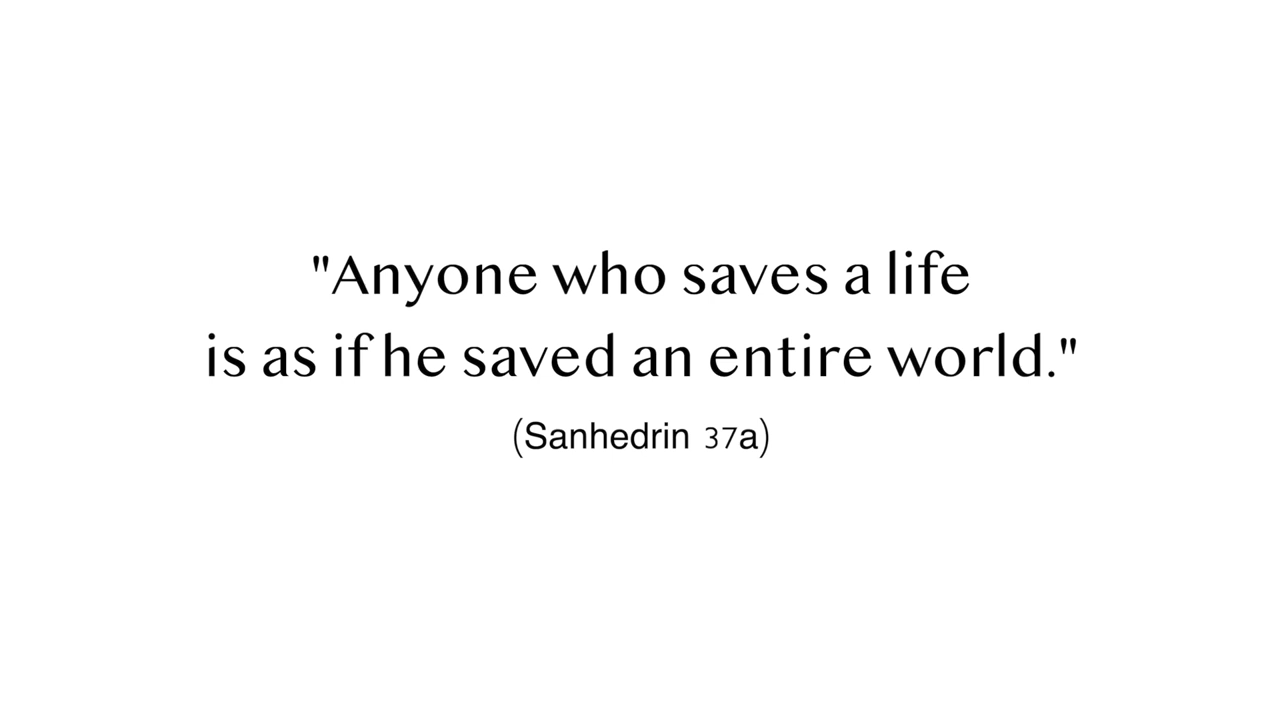 "Anyone who saves a life
is as if he saved an entire world."
(Sanhedrin 37a)